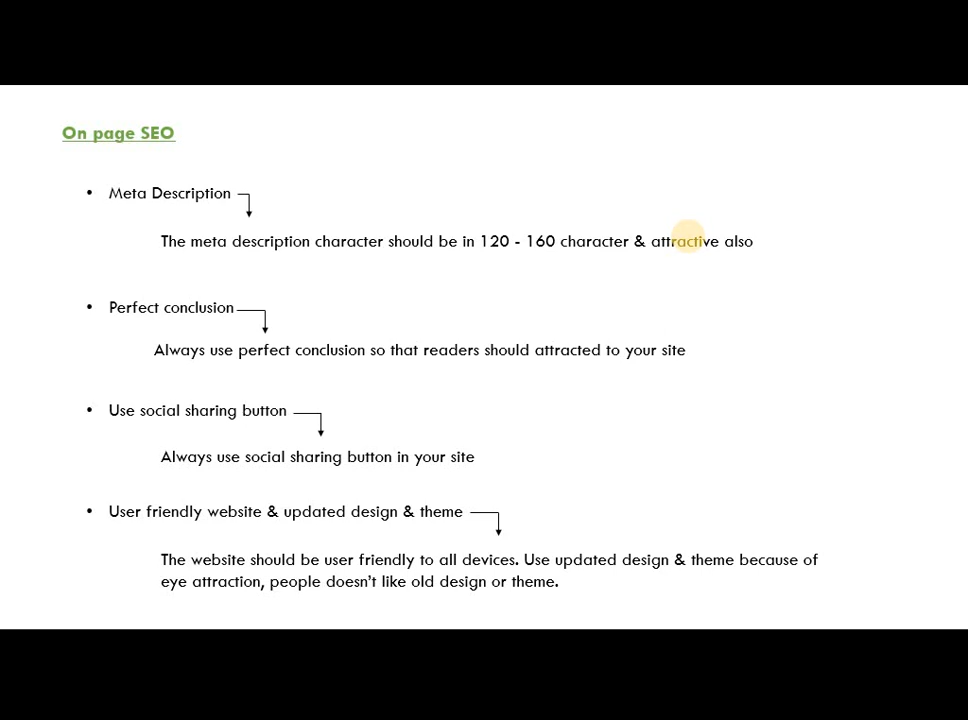 On page SEO
• Meta Description
The meta description character should be in 120 - 160 character & attractive also
• Perfect conclusion
Always use perfect conclusion so that readers should attracted to your site
• Use social sharing button
Always use social sharing button in your site
• User friendly website & updated design & theme
The website should be user friendly to all devices. Use updated design & theme because of
eye attraction, people doesn't like old design or theme.